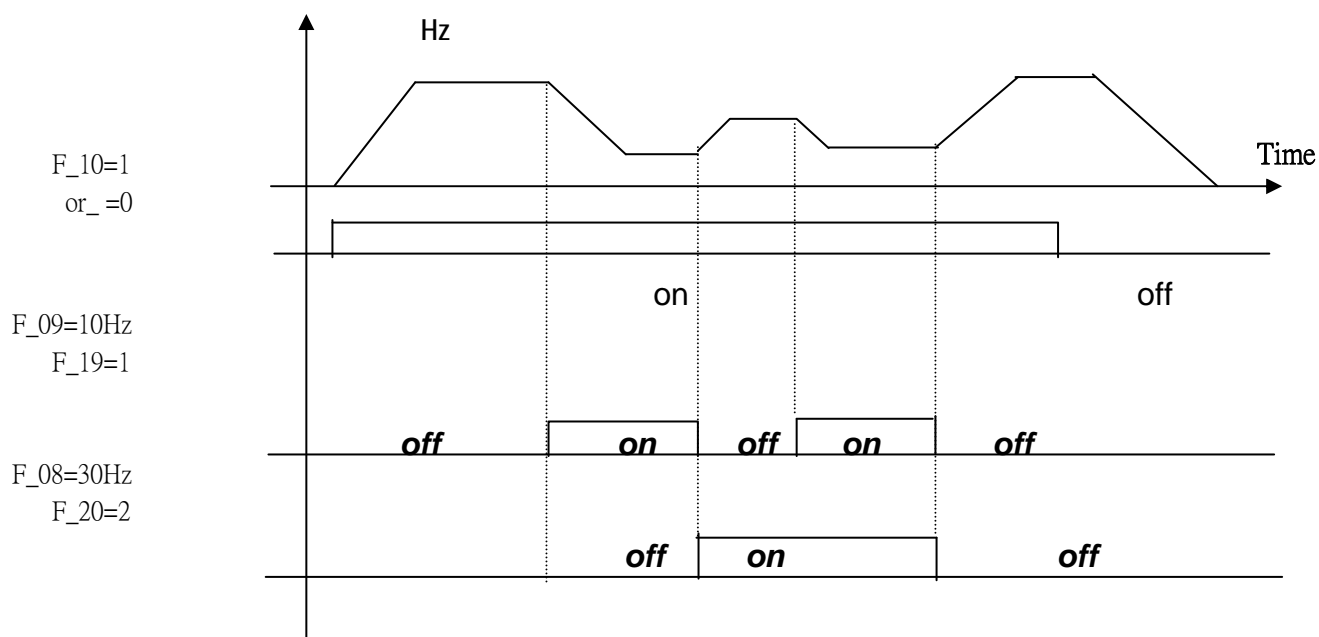 Hz
Time
F_10=1
or_ =0
on off
F_09=10Hz
F_19=1
off on off on off
F_08=30Hz
F_20=2
off on off